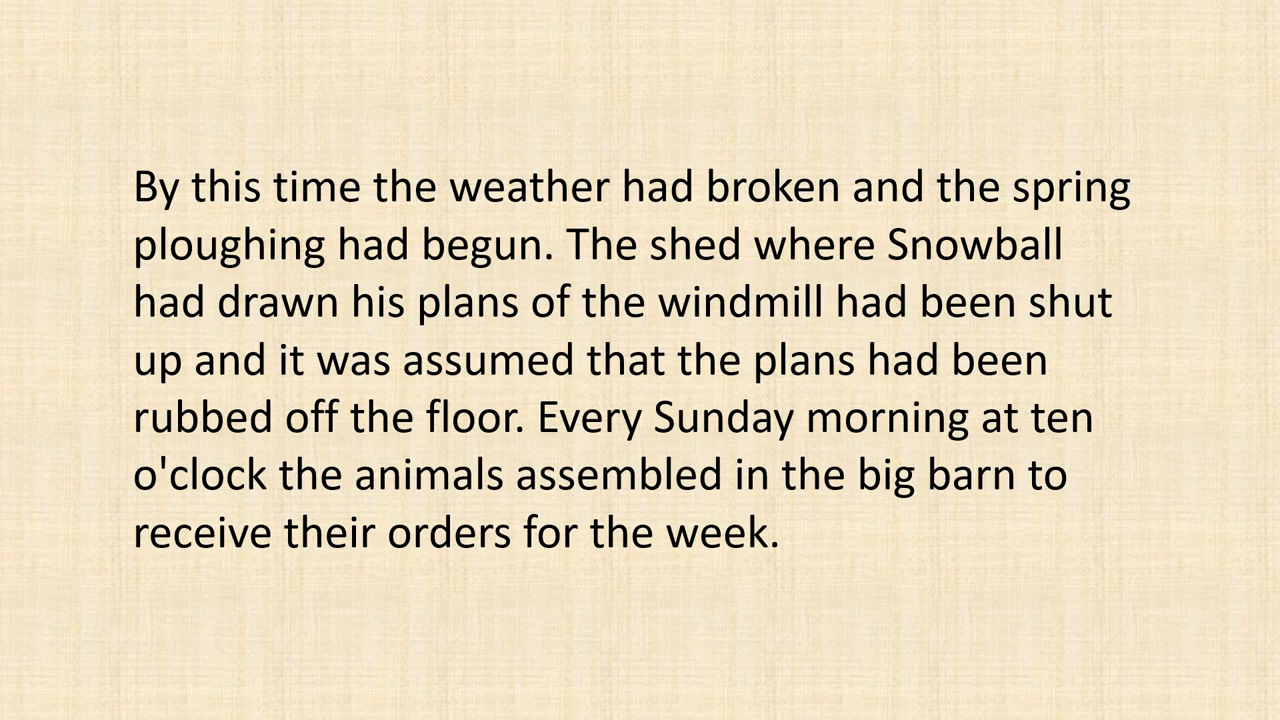 By this time the weather had broken and the spring
ploughing had begun. The shed where Snowball
had drawn his plans of the windmill had been shut
up and it was assumed that the plans had been
rubbed off the floor. Every Sunday morning at ten
o'clock the animals assembled in the big barn to
receive their orders for the week.